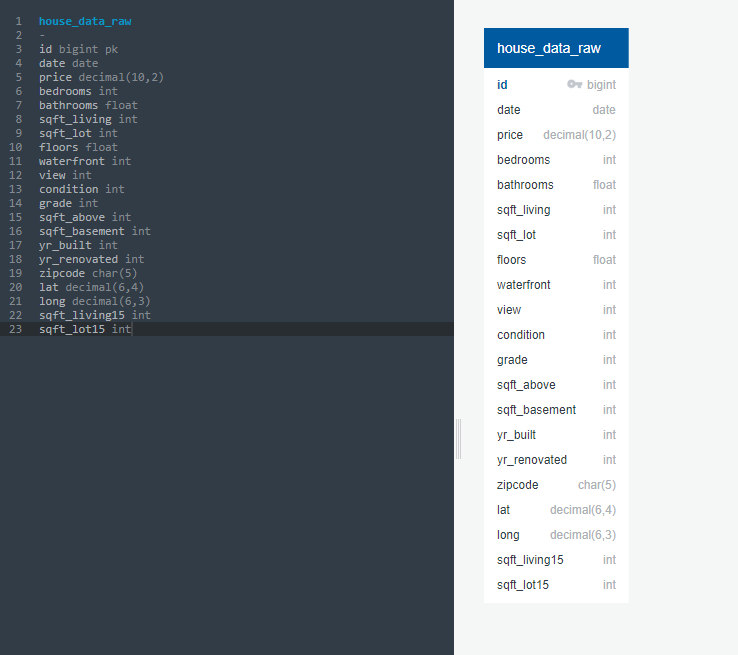 1 house_data_raw
2 -
3 id bigint pk
4 date date
5 price decimal(10,2)
6 bedrooms int
7 bathrooms float
8 sqft_living int
9 sqft_lot int
10 floors float
11 waterfront int
12 view int
13 condition int
14 grade int
15 sqft_above int
16 sqft_basement int
17 yr_built int
18 yr_renovated int
19 zipcode char(5)
20 lat decimal(6,4)
21 long decimal(6,3)
22 sqft_living15 int
23 sqft_lot15 int
house_data_raw
id bigint
date date
price decimal(10,2)
bedrooms int
bathrooms float
sqft_living int
sqft_lot int
floors float
waterfront int
view int
condition int
grade int
sqft_above int
sqft_basement int
yr_built int
yr_renovated int
zipcode char(5)
lat decimal(6,4)
long decimal(6,3)
sqft_living15 int
sqft_lot15 int